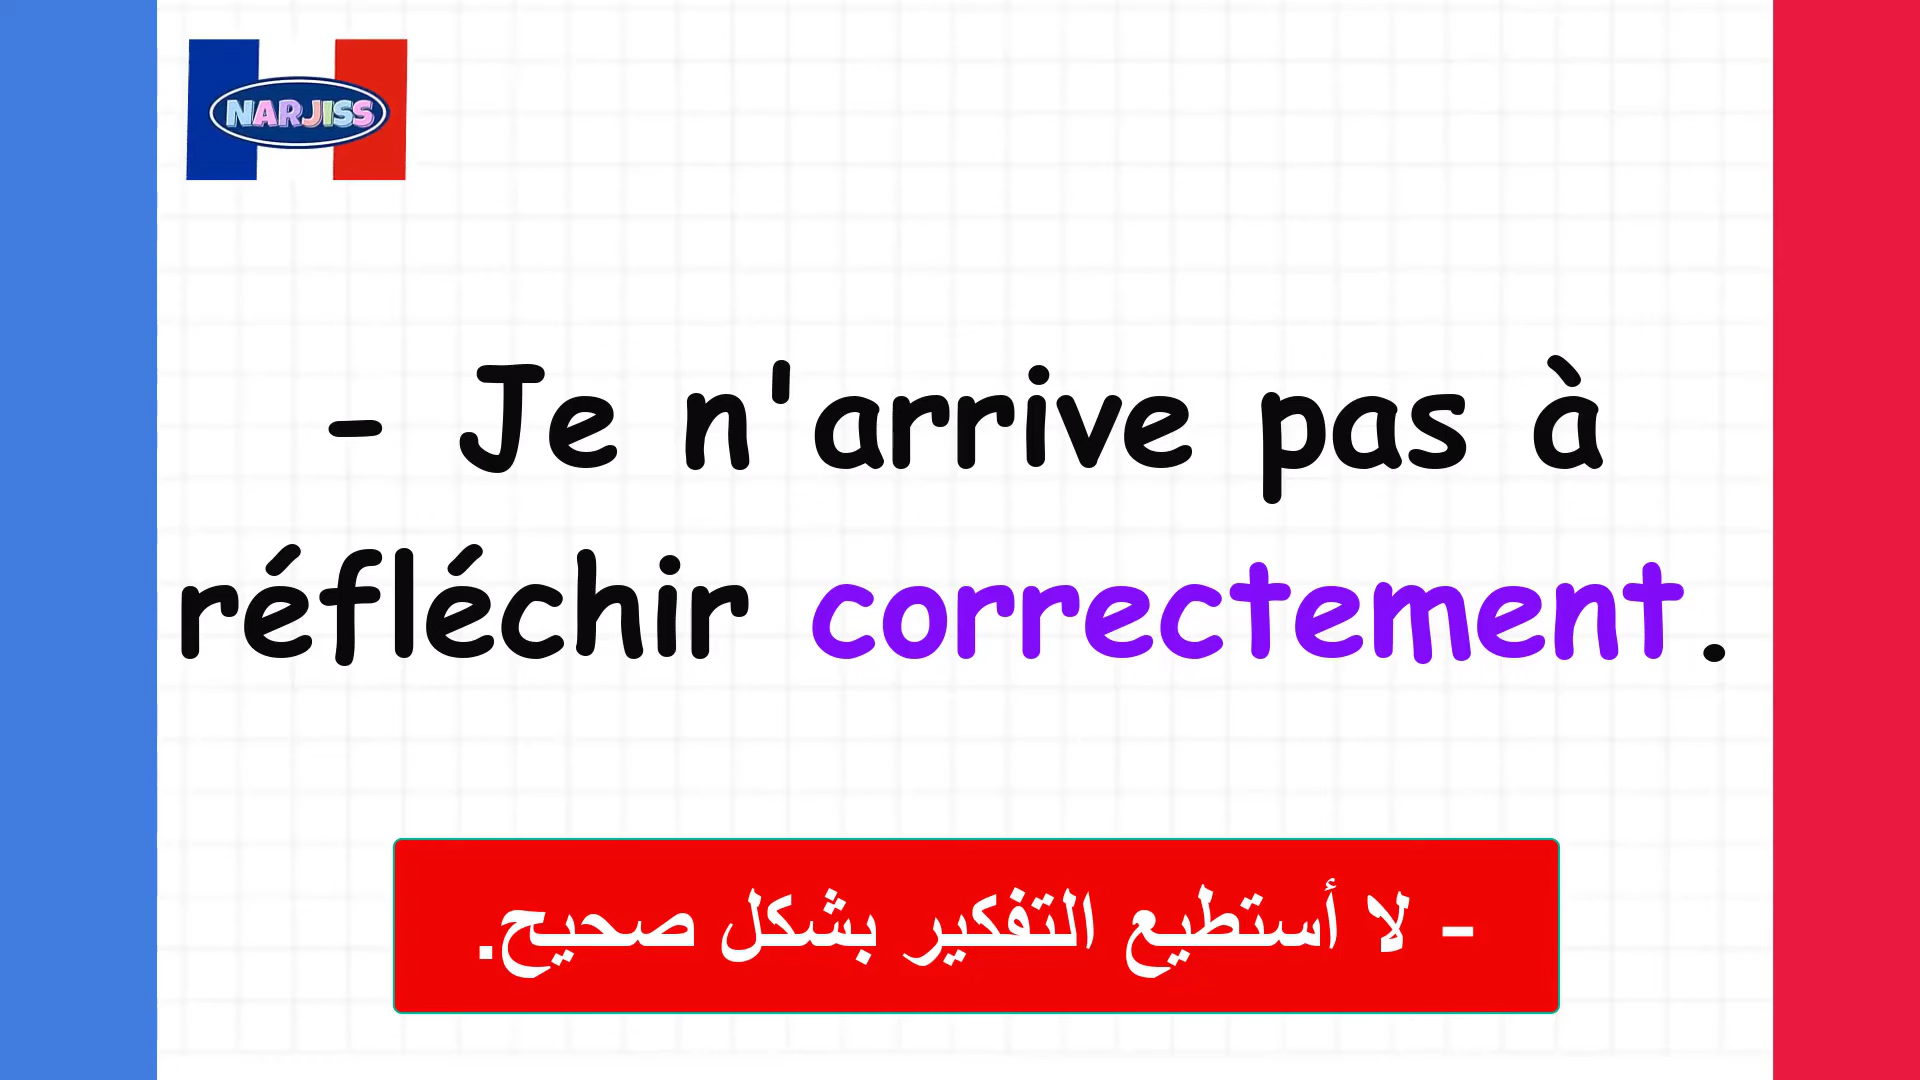 NARJISS
- Je n'arrive pas à
réfléchir correctement.
- لا أستطيع التفكير بشكل صحيح.